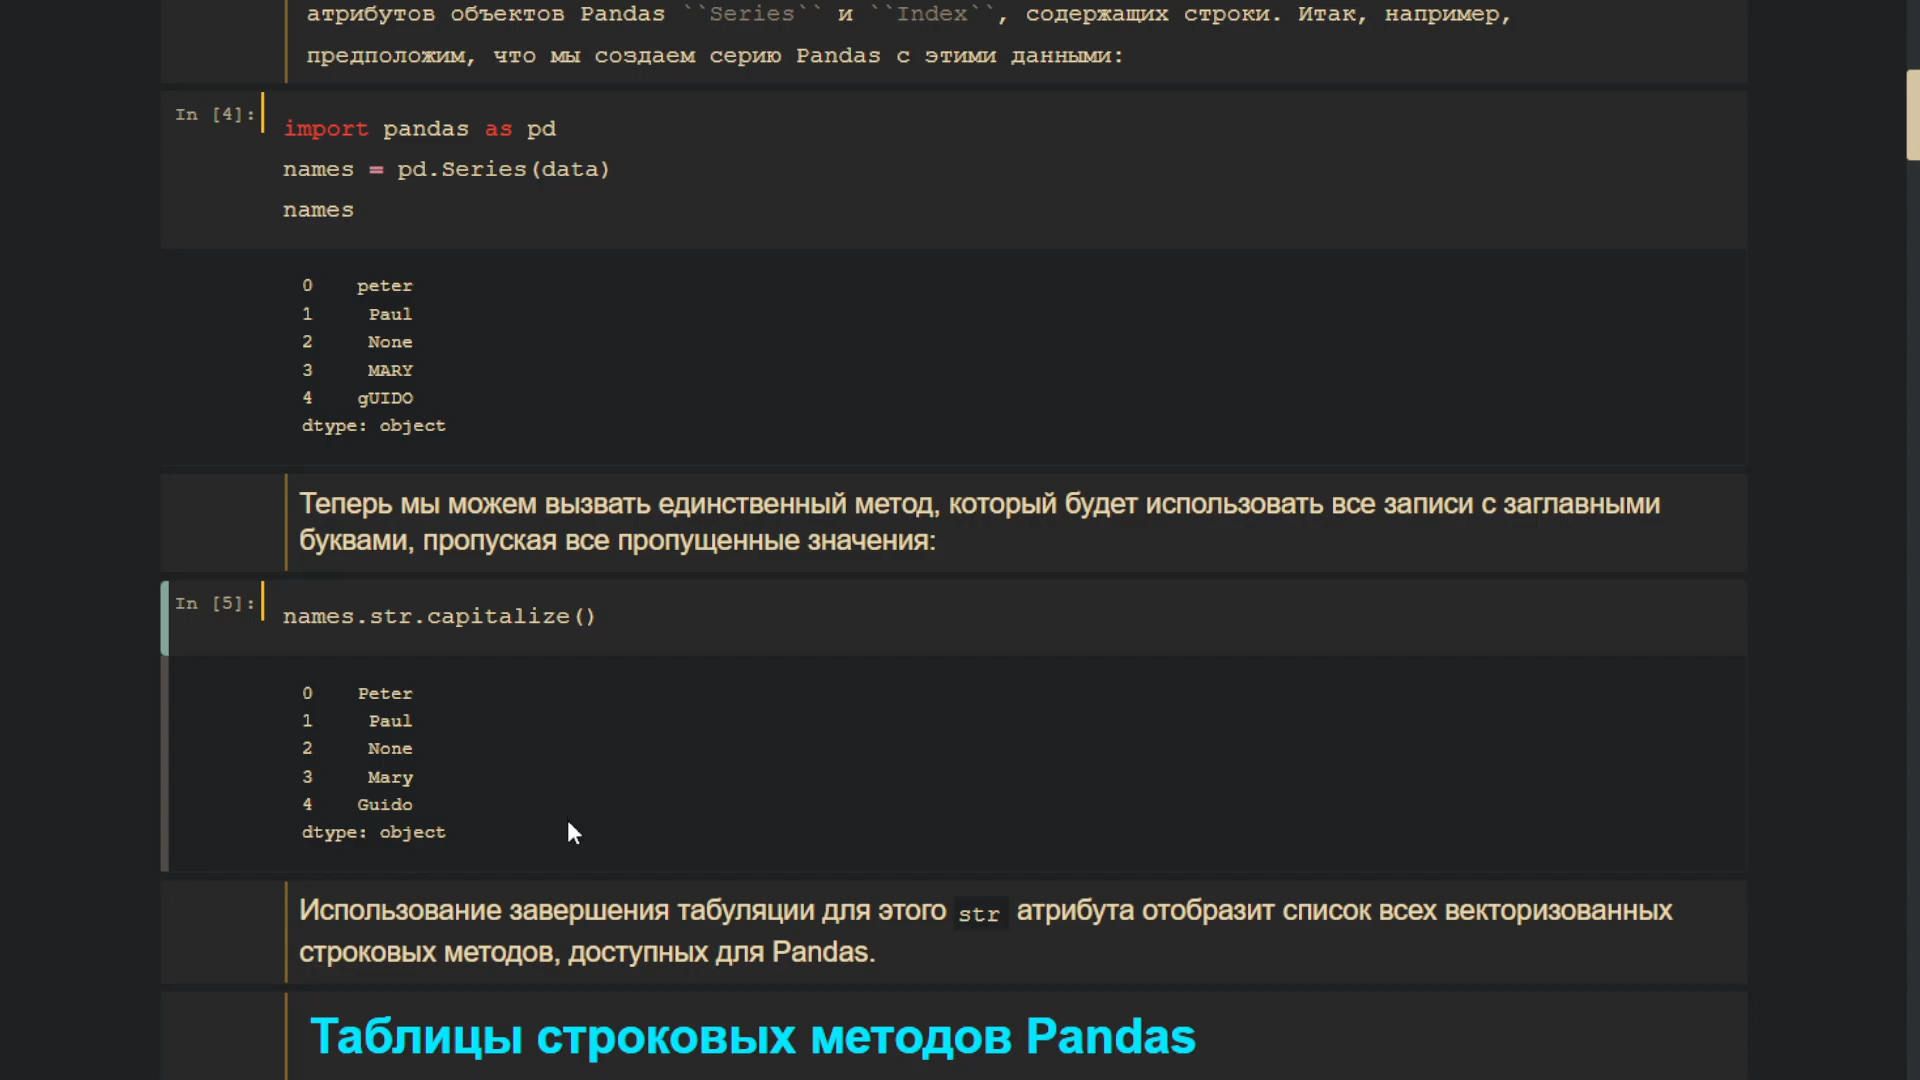 атрибутов объектов Pandas ``Series`` и ``Index``, содержащих строки. Итак, например,
предположим, что мы создаем серию Pandas с этими данными:
In [4]:
import pandas as pd
names = pd.Series(data)
names
0 peter
1 Paul
2 None
3 MARY
4 gUIDO
dtype: object
Теперь мы можем вызвать единственный метод, который будет использовать все записи с заглавными
буквами, пропуская все пропущенные значения:
In [5]:
names.str.capitalize()
0 Peter
1 Paul
2 None
3 Mary
4 Guido
dtype: object
Использование завершения табуляции для этого str атрибута отобразит список всех векторизованных
строковых методов, доступных для Pandas.
Таблицы строковых методов Pandas